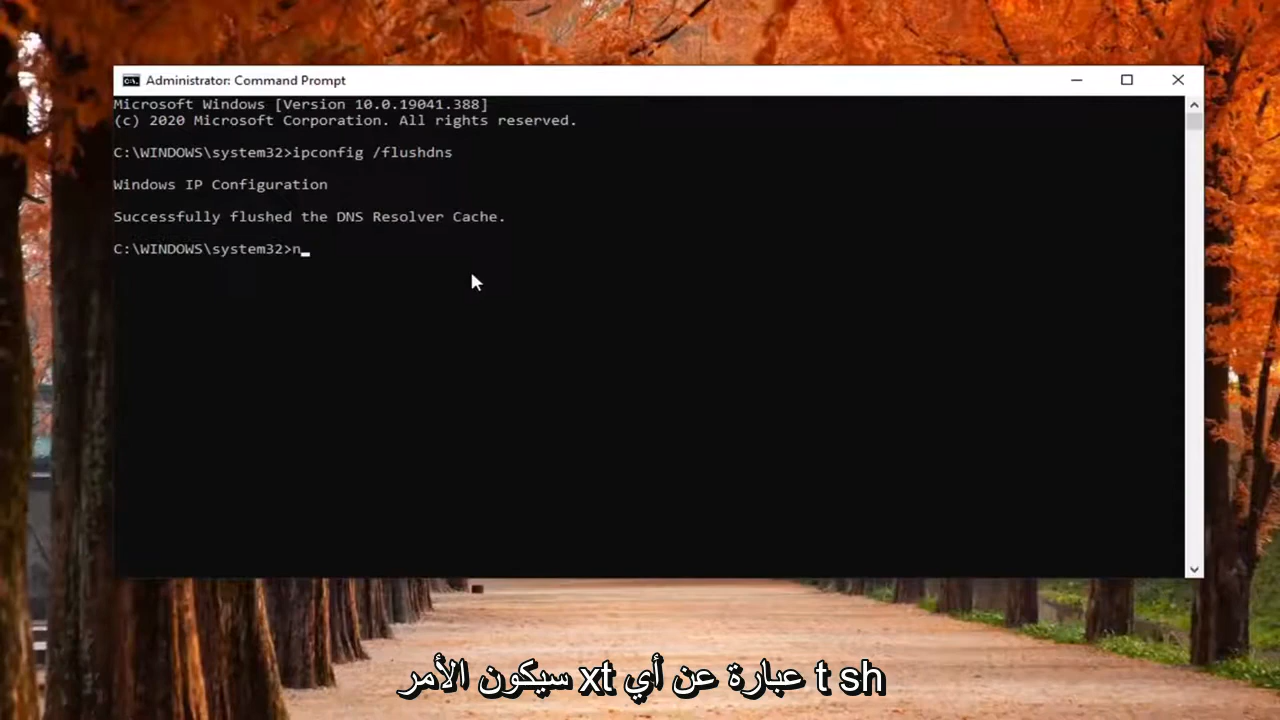 Administrator: Command Prompt
Microsoft Windows [Version 10.0.19041.388]
(c) 2020 Microsoft Corporation. All rights reserved.
C:\WINDOWS\system32>ipconfig /flushdns
Windows IP Configuration
Successfully flushed the DNS Resolver Cache.
C:\WINDOWS\system32>n_
سيكون الأمر xt عبارة عن أي t sh